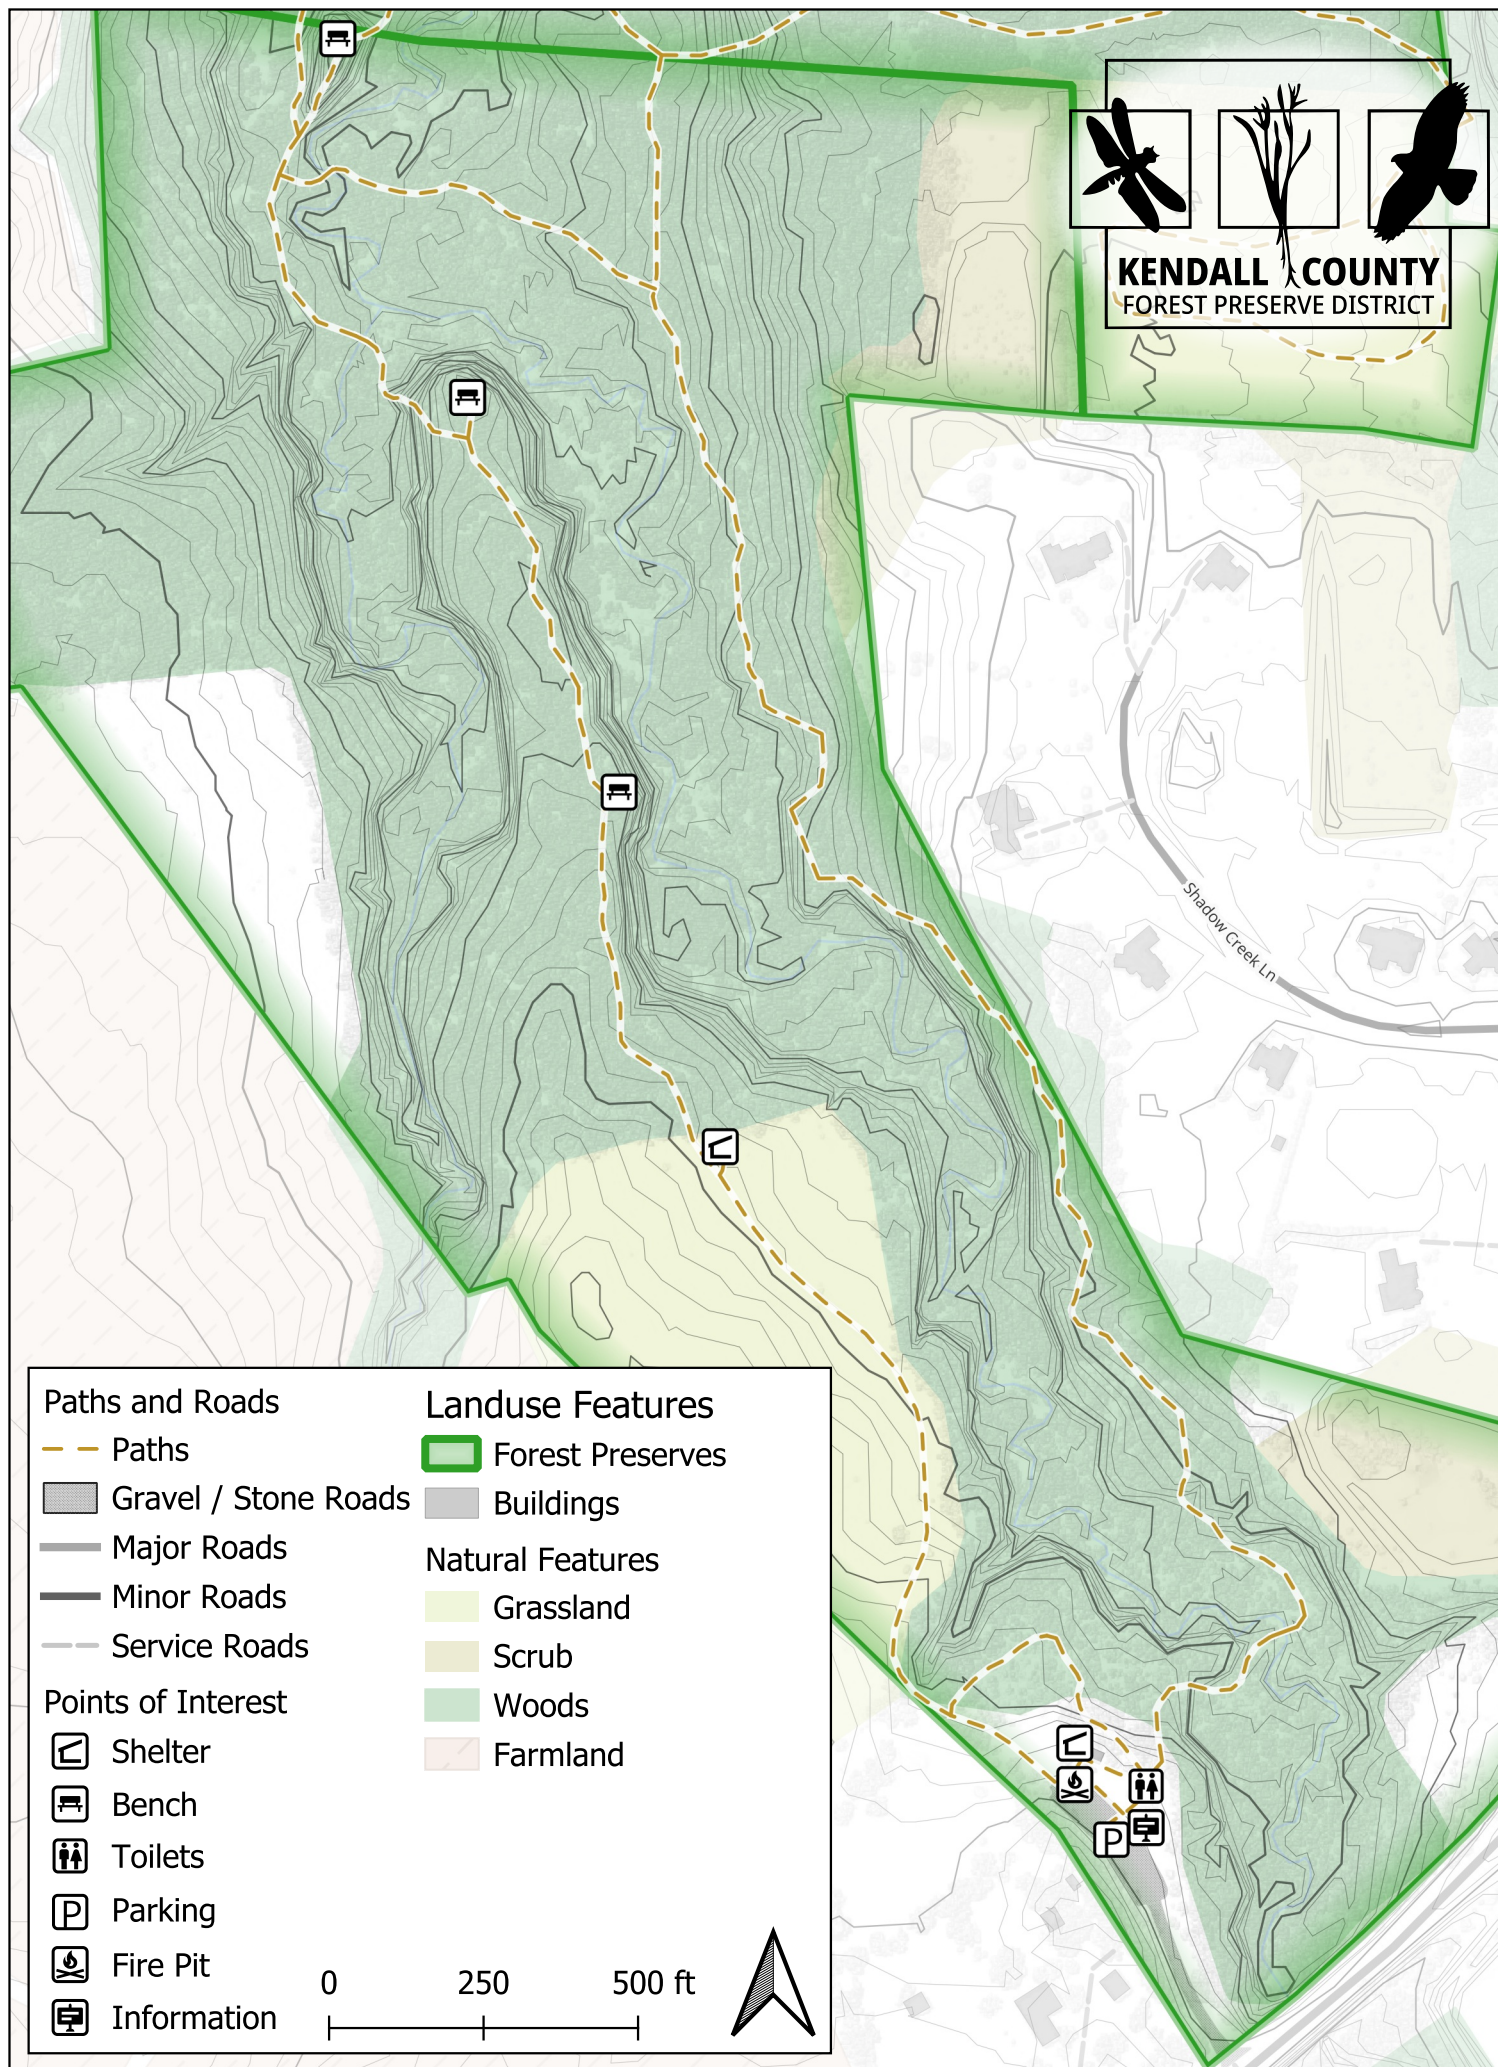 KENDALL COUNTY
FOREST PRESERVE DISTRICT
Shadow Creek Ln
Paths and Roads
Paths
Gravel / Stone Roads
Major Roads
Minor Roads
Service Roads
Points of Interest
Shelter
Bench
Toilets
P Parking
Fire Pit
Information
Landuse Features
Forest Preserves
Buildings
Natural Features
Grassland
Scrub
Woods
Farmland
0 250 500 ft
P